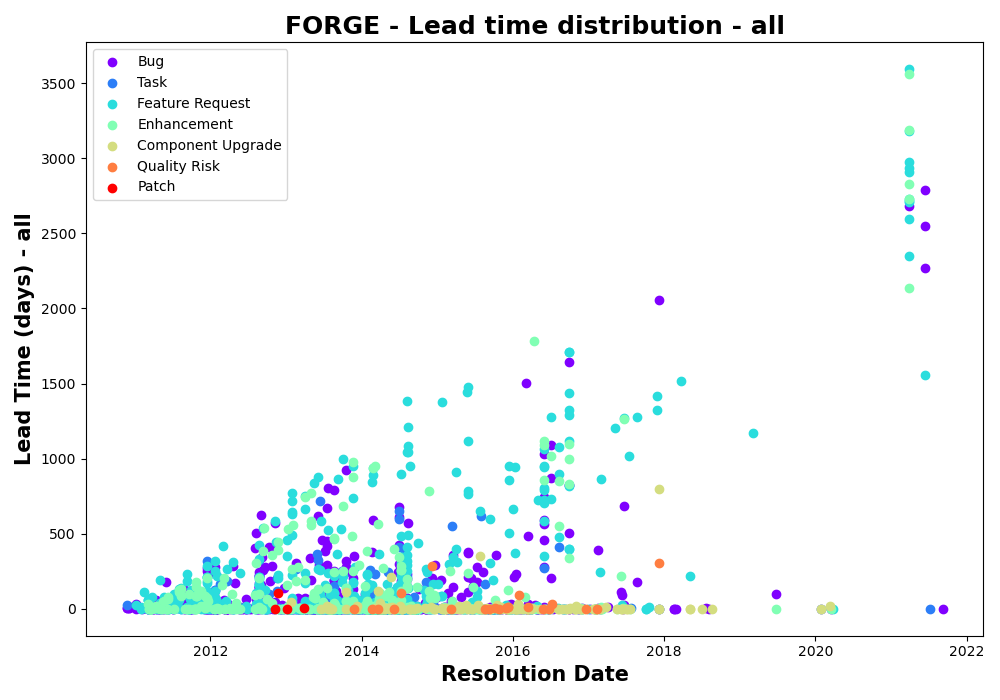 FORGE - Lead time distribution - all
Bug
Task
Feature Request
Enhancement
Component Upgrade
Quality Risk
Patch
3500
3000
2500
2000
1500
1000
500
0
Lead Time (days) - all
2012 2014 2016 2018 2020 2022
Resolution Date